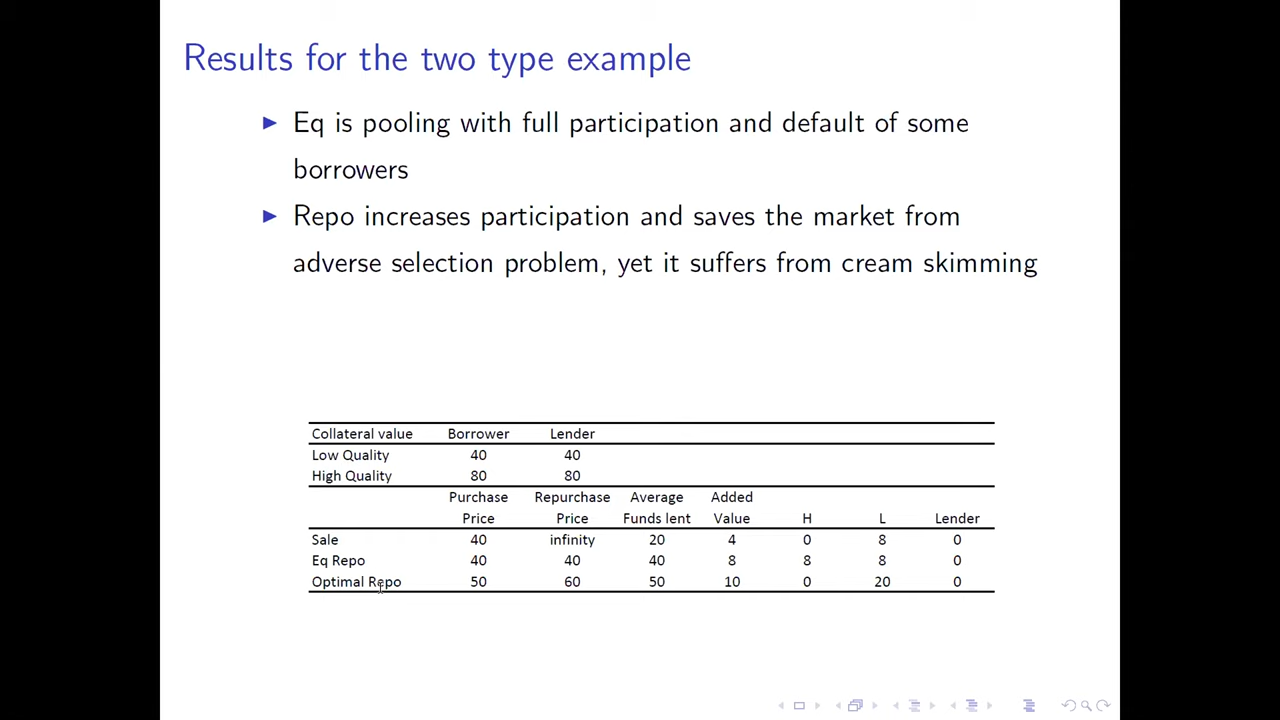 Results for the two type example
Eq is pooling with full participation and default of some
borrowers
Repo increases participation and saves the market from
adverse selection problem, yet it suffers from cream skimming
Collateral value Borrower Lender
Low Quality 40 40
High Quality 80 80
Purchase Repurchase Average Added
Price Price Funds lent Value H L Lender
Sale 40 infinity 20 4 0 8 0
Eq Repo 40 40 40 8 8 8 0
Optimal Repo 50 60 50 10 0 20 0